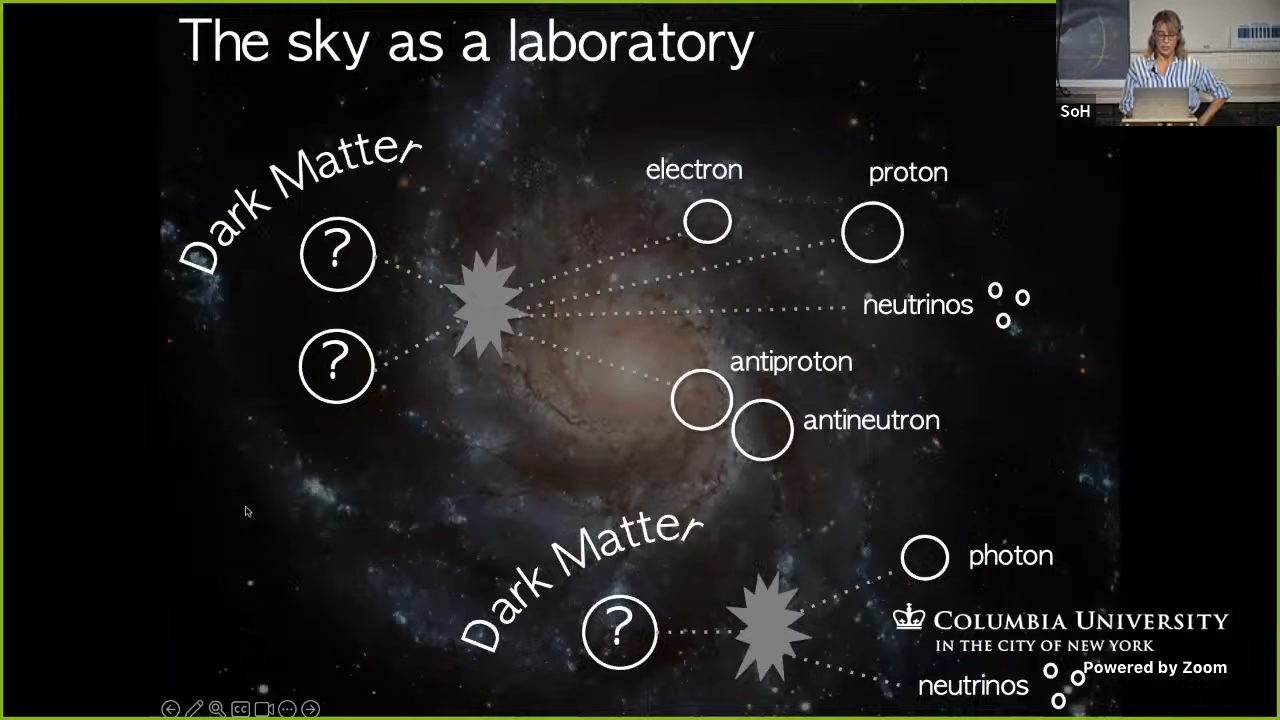 The sky as a laboratory
SoH
Dark Matter
electron
proton
?
neutrinos
?
antiproton
antineutron
Dark Matter
photon
?
COLUMBIA UNIVERSITY
IN THE CITY OF NEW YORK
Powered by Zoom
neutrinos
CC